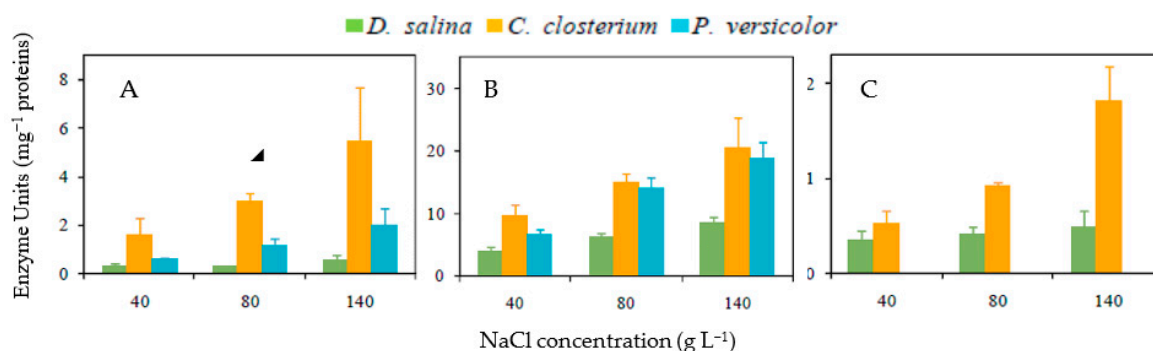 D. salina C. closterium P. versicolor
Enzyme Units (mg⁻¹ proteins)
A
8
6
4
2
0
40 80 140
B
30
20
10
0
40 80 140
C
2
1
0
40 80 140
NaCl concentration (g L⁻¹)